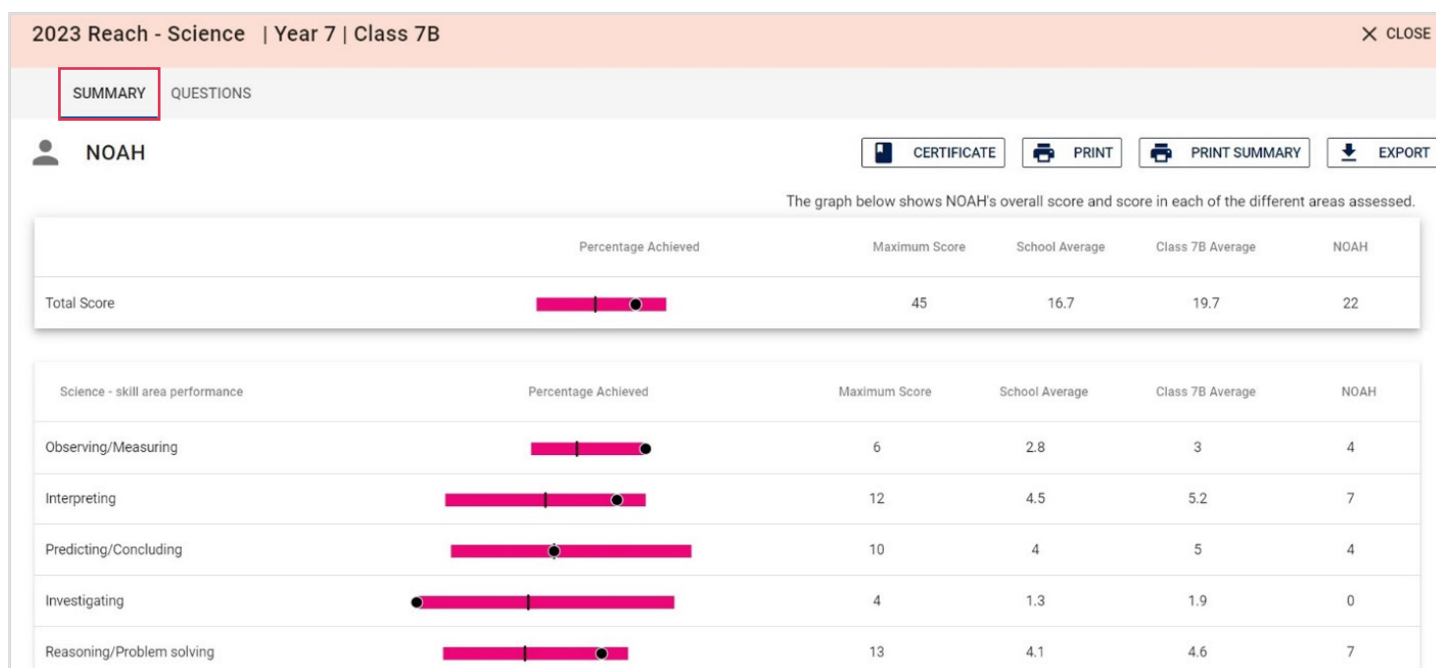 2023 Reach - Science | Year 7 | Class 7B
CLOSE
SUMMARY QUESTIONS
NOAH
CERTIFICATE PRINT PRINT SUMMARY EXPORT
The graph below shows NOAH's overall score and score in each of the different areas assessed.
Percentage Achieved Maximum Score School Average Class 7B Average NOAH
Total Score 45 16.7 19.7 22
Science - skill area performance Percentage Achieved Maximum Score School Average Class 7B Average NOAH
Observing/Measuring 6 2.8 3 4
Interpreting 12 4.5 5.2 7
Predicting/Concluding 10 4 5 4
Investigating 4 1.3 1.9 0
Reasoning/Problem solving 13 4.1 4.6 7